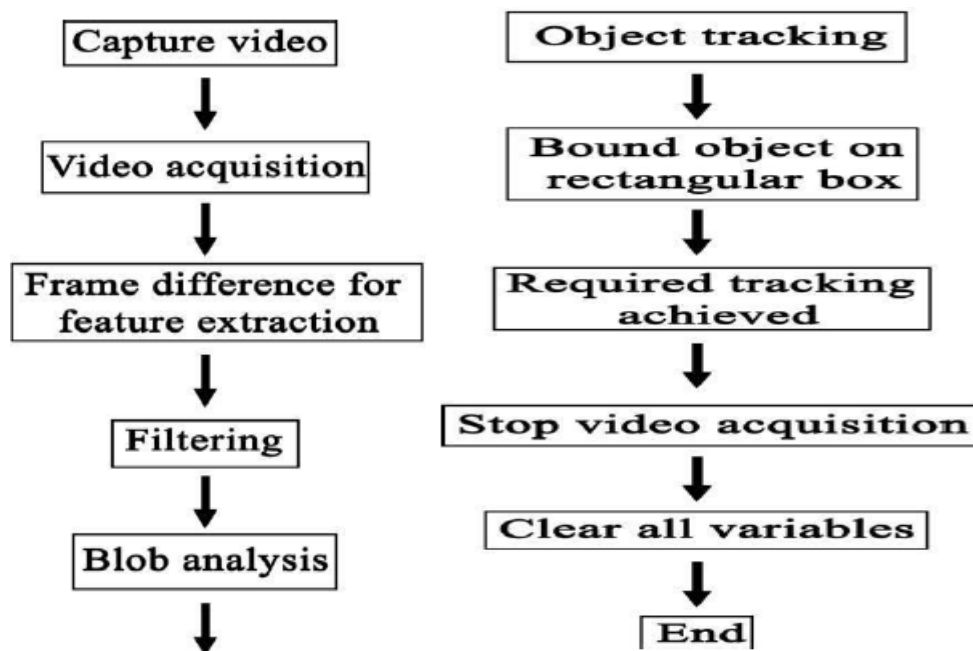 Capture video
Video acquisition
Frame difference for
feature extraction
Filtering
Blob analysis
Object tracking
Bound object on
rectangular box
Required tracking
achieved
Stop video acquisition
Clear all variables
End